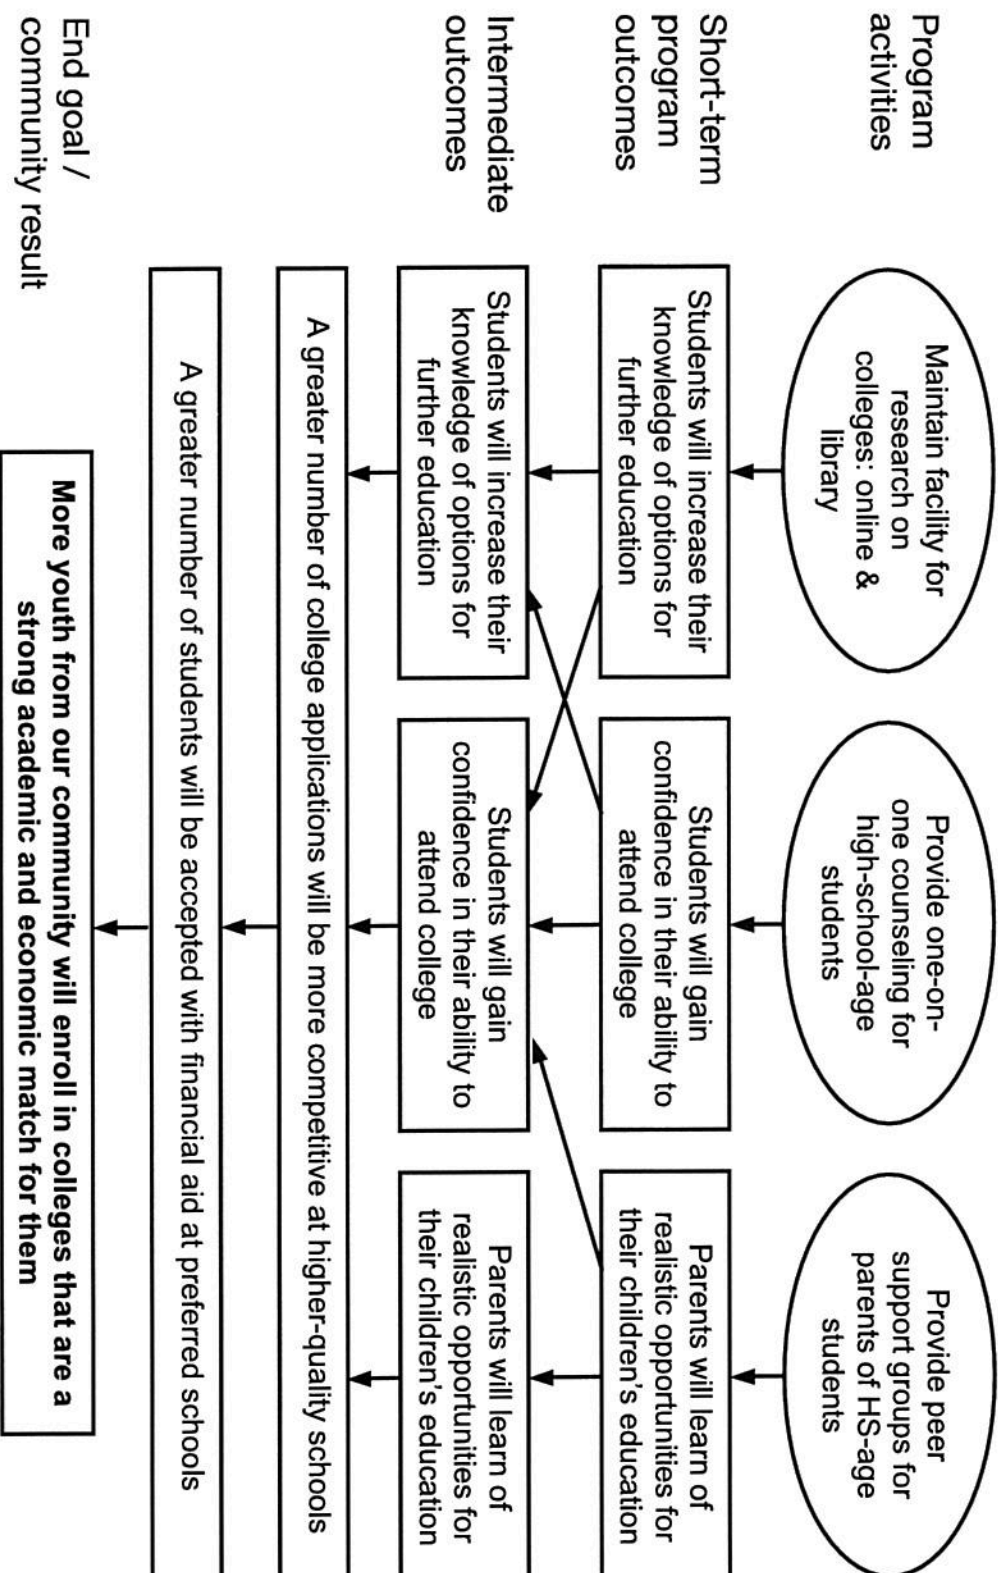 Program
activities
Maintain facility for
research on
colleges: online &
library
Provide one-on-
one counseling for
high-school-age
students
Provide peer
support groups for
parents of HS-age
students
Short-term
program
outcomes
Students will increase their
knowledge of options for
further education
Students will gain
confidence in their ability to
attend college
Parents will learn of
realistic opportunities for
their children's education
Intermediate
outcomes
Students will increase their
knowledge of options for
further education
Students will gain
confidence in their ability to
attend college
Parents will learn of
realistic opportunities for
their children's education
A greater number of college applications will be more competitive at higher-quality schools
A greater number of students will be accepted with financial aid at preferred schools
End goal /
community result
More youth from our community will enroll in colleges that are a
strong academic and economic match for them